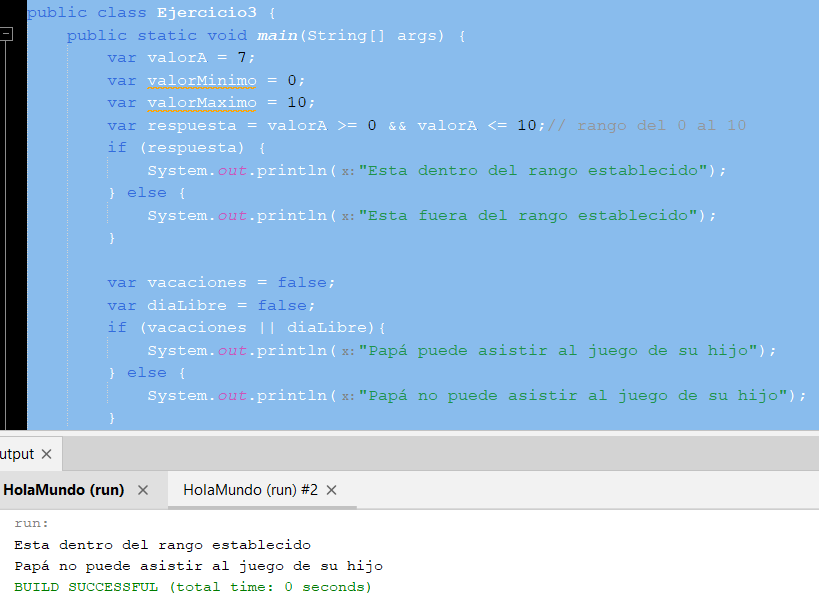 public class Ejercicio3 {
public static void main(String[] args) {
var valorA = 7;
var valorMinimo = 0;
var valorMaximo = 10;
var respuesta = valorA >= 0 && valorA <= 10;// rango del 0 al 10
if (respuesta) {
System.out.println(x:"Esta dentro del rango establecido");
} else {
System.out.println(x:"Esta fuera del rango establecido");
}
var vacaciones = false;
var diaLibre = false;
if (vacaciones || diaLibre){
System.out.println(x:"Papá puede asistir al juego de su hijo");
} else {
System.out.println(x:"Papá no puede asistir al juego de su hijo");
}
utput ×
HolaMundo (run) × HolaMundo (run) #2 ×
run:
Esta dentro del rango establecido
Papá no puede asistir al juego de su hijo
BUILD SUCCESSFUL (total time: 0 seconds)